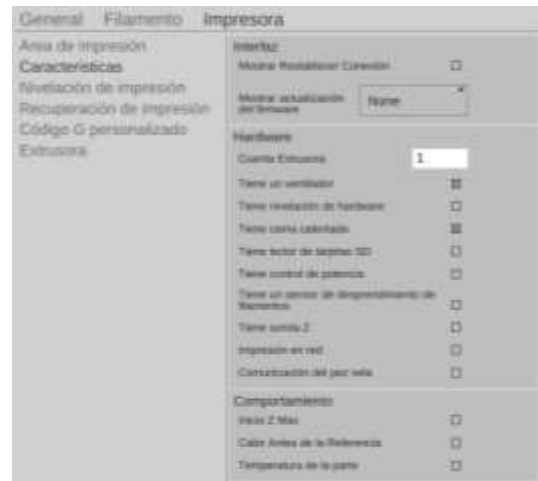 General Filamento Impresora
Area de impresión
Características
Nivelación de impresión
Recuperación de impresión
Código G personalizado
Extrusora
Interfaz
Mostrar Restablecer Conexión
Mostrar actualización
del firmware
None
Hardware
Cuenta Extrusora
1
Tiene un ventilador
Tiene nivelación de hardware
Tiene cama calentada
Tiene lector de tarjetas SD
Tiene control de potencia
Tiene un sensor de desprendimiento de
filamentos
Tiene sonda Z
Impresión en red
Comunicación del
Comportamiento
Inicio Z Max
Calor Antes de la Referencia
Temperatura de la parte